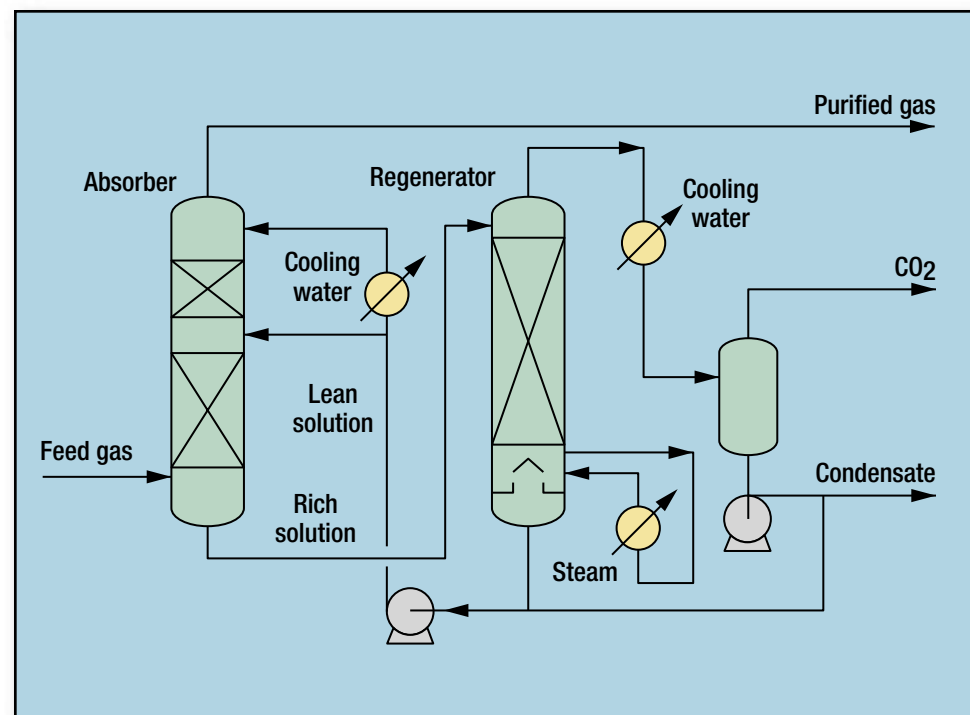 Purified gas
Absorber
Regenerator
Cooling
water
Cooling
water
CO2
Lean
solution
Feed gas
Condensate
Rich
solution
Steam